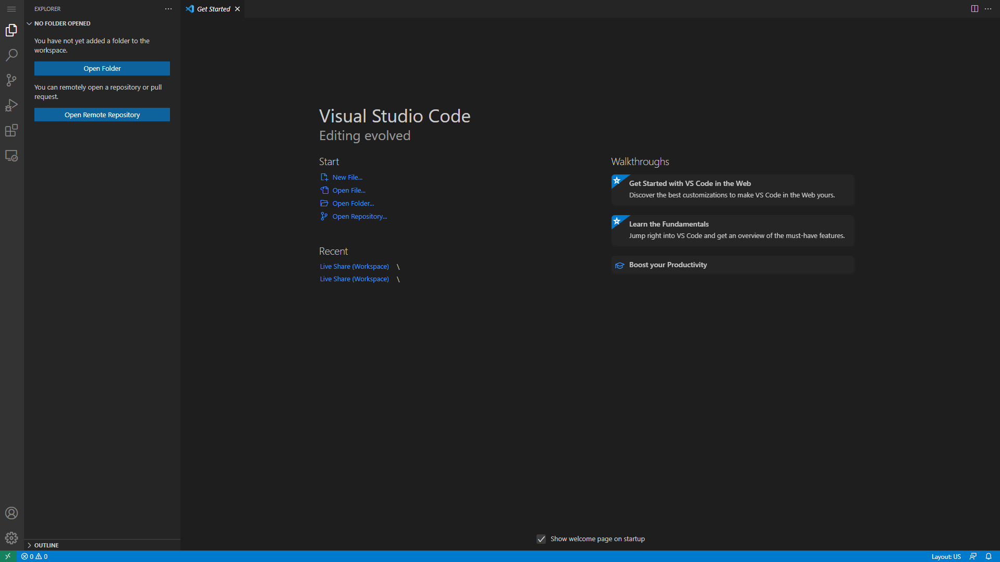 EXPLORER
NO FOLDER OPENED
You have not yet added a folder to the
workspace.
Open Folder
You can remotely open a repository or pull
request.
Open Remote Repository
OUTLINE
Get Started
Visual Studio Code
Editing evolved
Start
New File...
Open File...
Open Folder...
Open Repository...
Recent
Live Share (Workspace) \
Live Share (Workspace) \
Walkthroughs
Get Started with VS Code in the Web
Discover the best customizations to make VS Code in the Web yours.
Learn the Fundamentals
Jump right into VS Code and get an overview of the must-have features.
Boost your Productivity
Show welcome page on startup
0 0
Layout: US